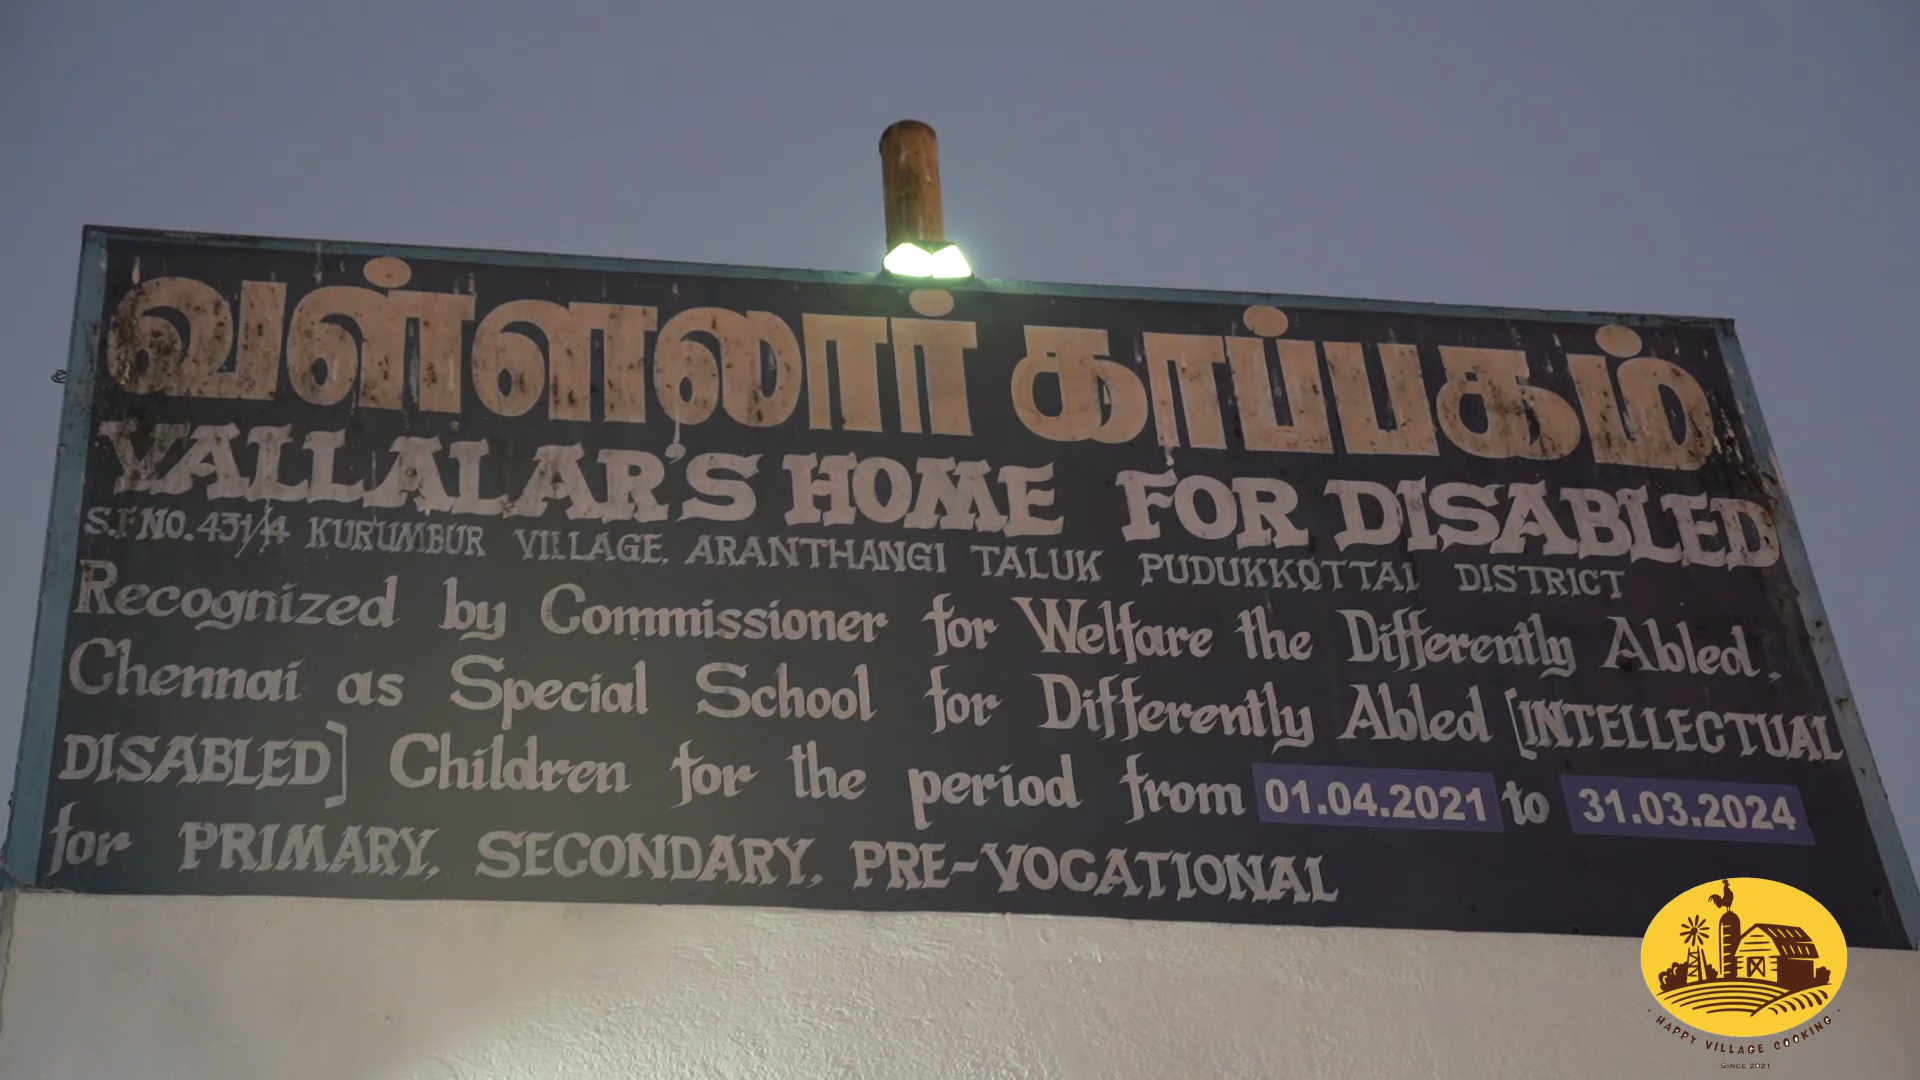 வள்ளலார் காப்பகம்
VALLALAR'S HOME FOR DISABLED
S.F NO. 431/4 KURUMBUR VILLAGE, ARANTHANGI TALUK PUDUKKOTTAI DISTRICT
Recognized by Commissioner for Welfare the Differently Abled,
Chennai as Special School for Differently Abled [INTELLECTUAL
DISABLED] Children for the period from 01.04.2021 to 31.03.2024
for PRIMARY, SECONDARY, PRE-VOCATIONAL
HAPPY VILLAGE COOKING
SINCE 2021